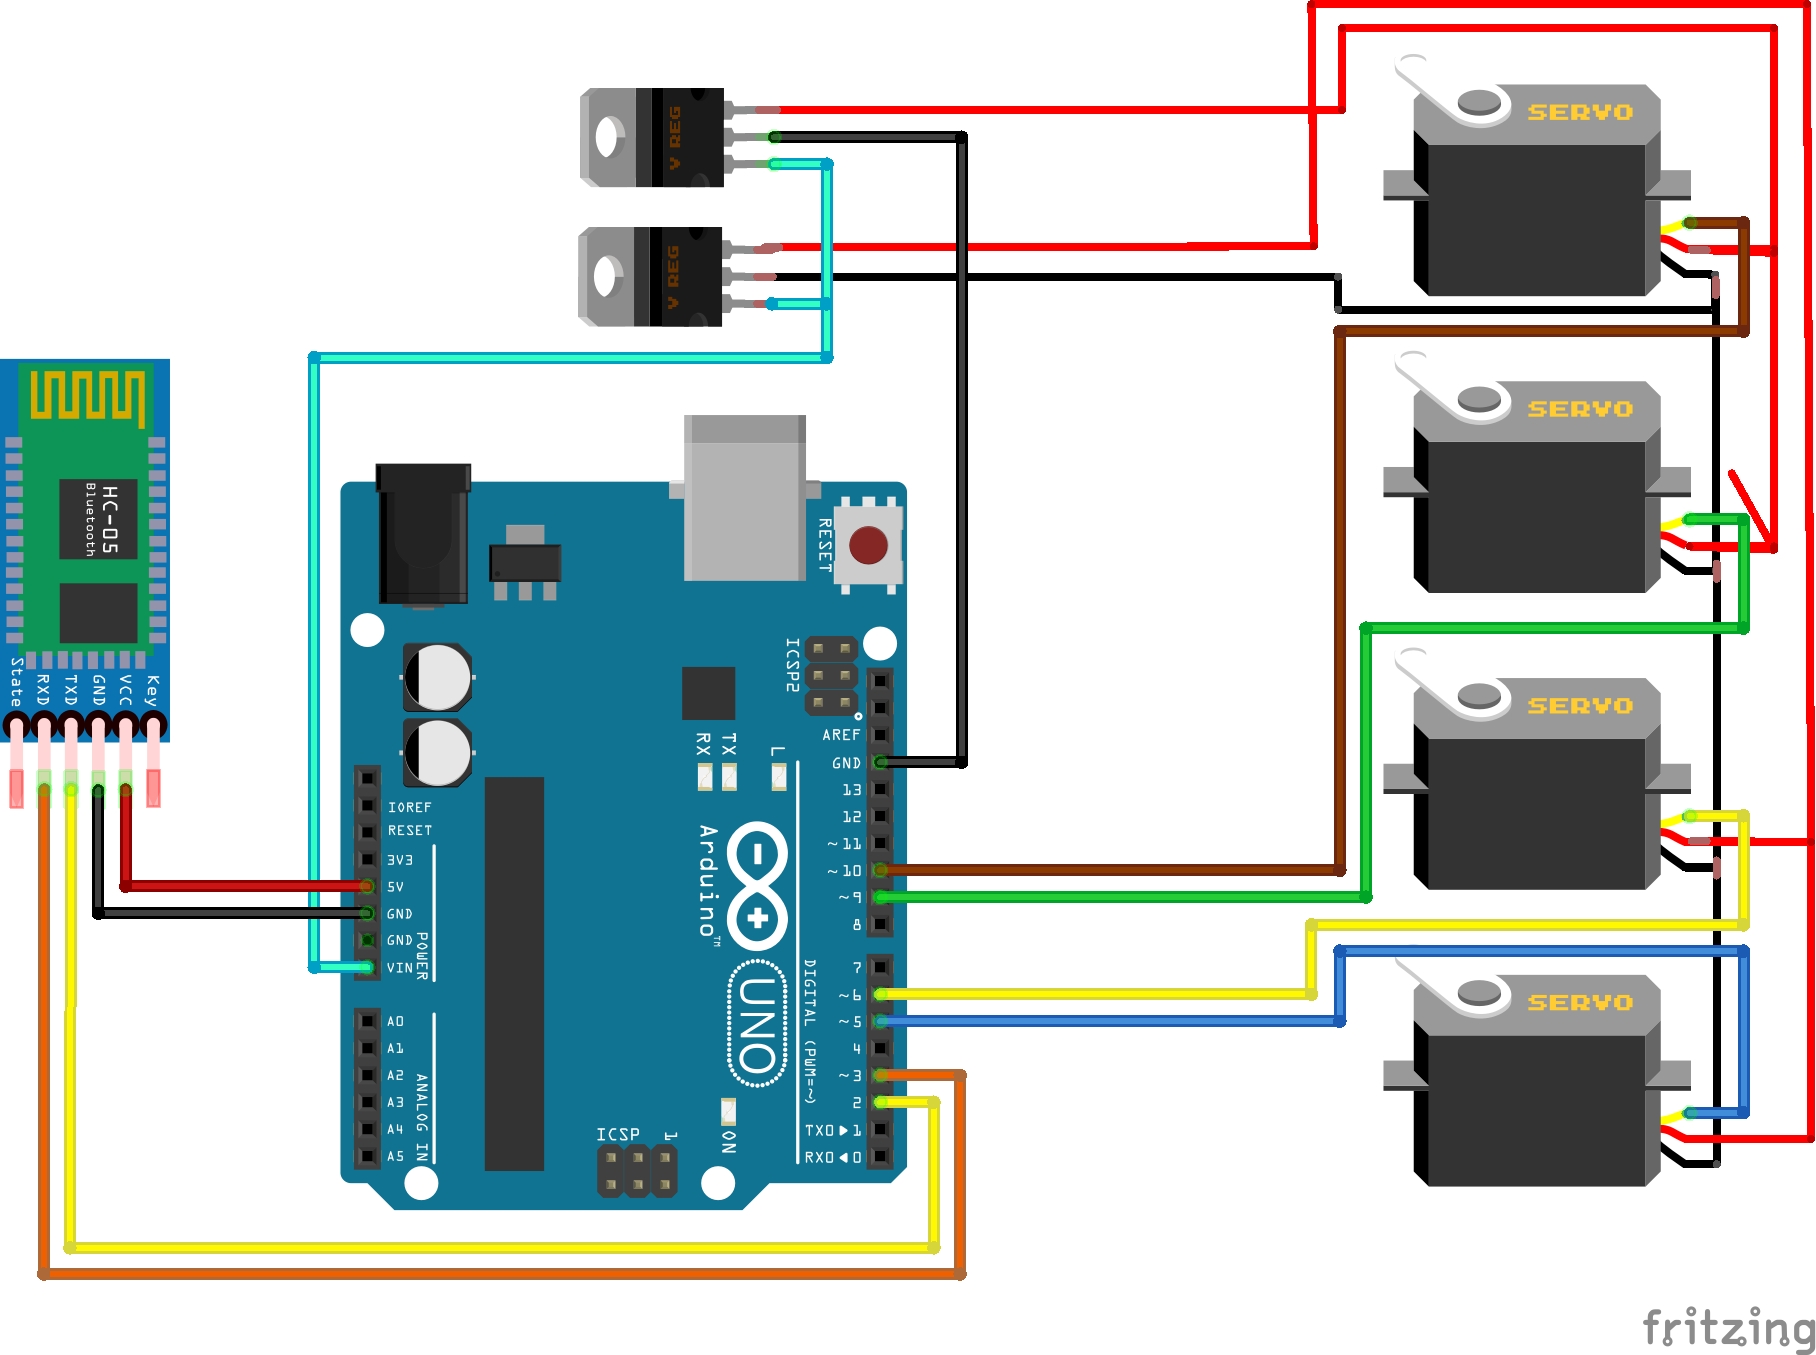 V REG
V REG
SERVO
SERVO
SERVO
SERVO
HC-05
Bluetooth
State
RXD
TXD
GND
VCC
Key
RESET
ICSP2
AREF
GND
13
12
~11
~10
~9
8
7
~6
~5
4
~3
2
TX0▶1
RX0◀0
DIGITAL (PWM=~)
RX
TX
L
Arduino™
UNO
IOREF
RESET
3V3
5V
GND
GND
VIN
POWER
A0
A1
A2
A3
A4
A5
ANALOG IN
ICSP
1
ON
fritzing